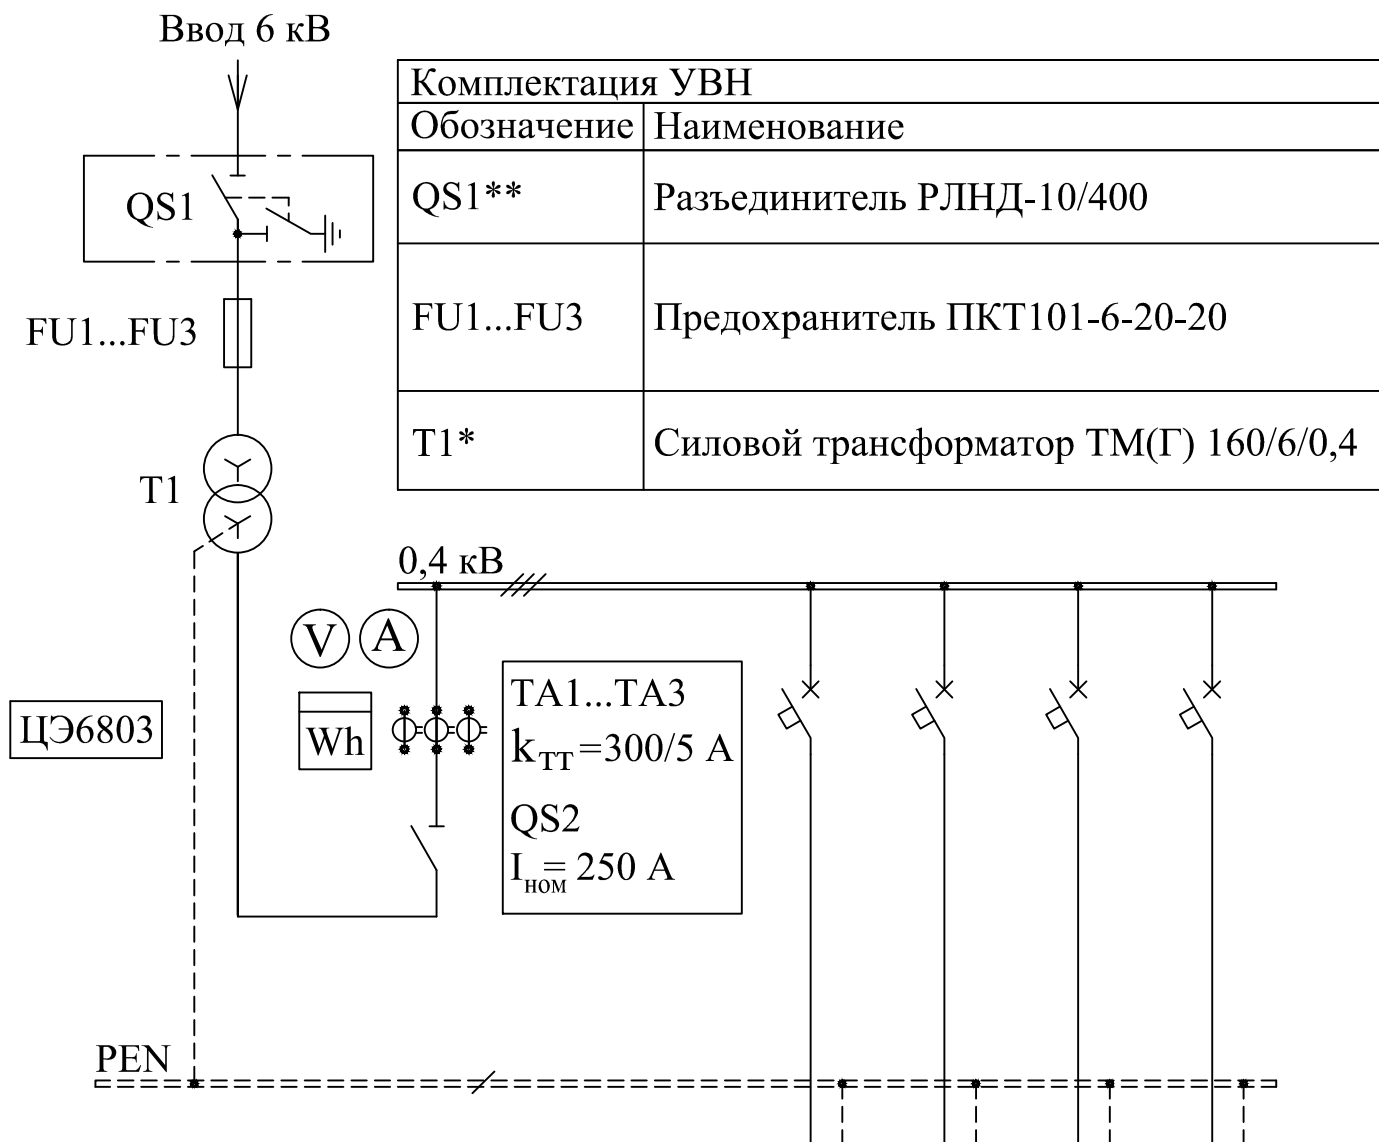 Ввод 6 кВ
Комплектация УВН
Обозначение Наименование
QS1** Разъединитель РЛНД-10/400
FU1...FU3 Предохранитель ПКТ101-6-20-20
T1* Силовой трансформатор ТМ(Г) 160/6/0,4
QS1
FU1...FU3
T1
0,4 кВ
V A
ЦЭ6803
Wh
TA1...TA3
kТТ=300/5 А
QS2
Iном= 250 А
PEN